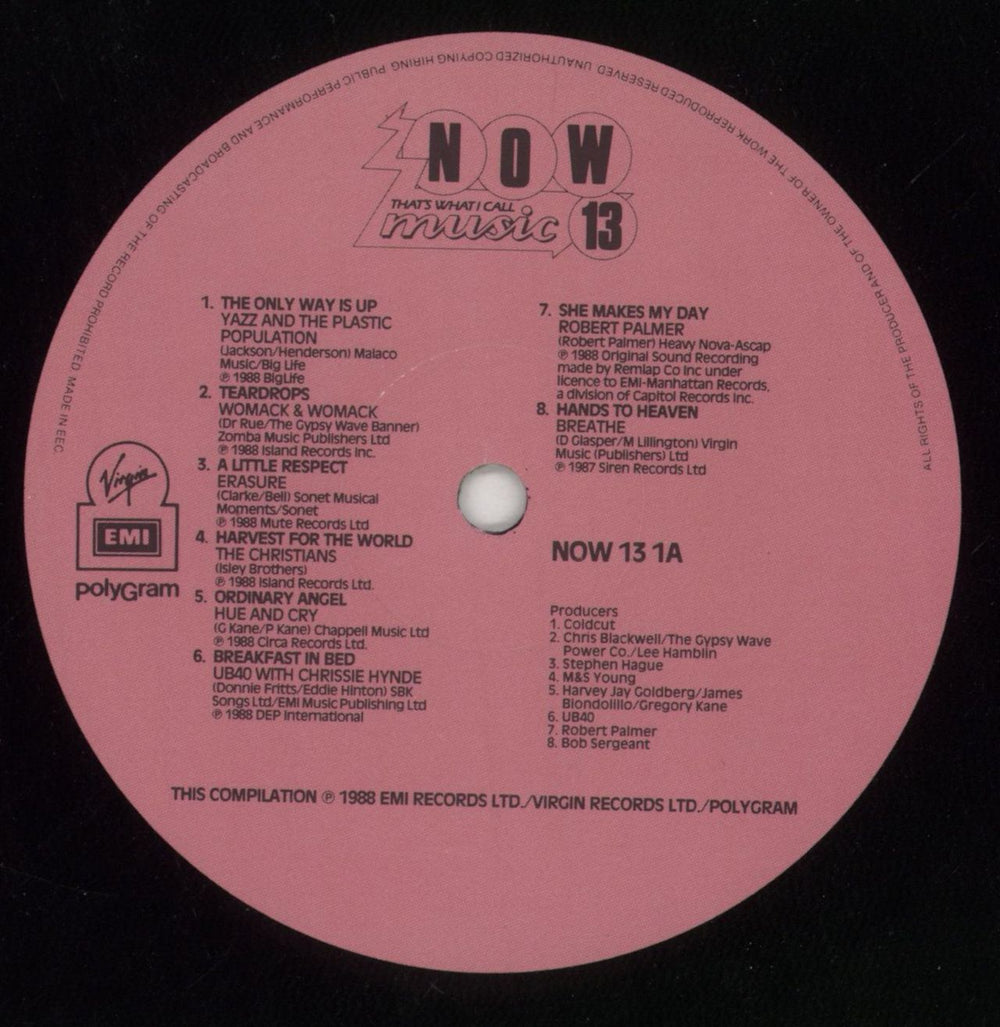 ALL RIGHTS OF THE PRODUCER AND OF THE OWNER OF THE WORK REPRODUCED RESERVED UNAUTHORIZED COPYING HIRING PUBLIC PERFORMANCE AND BROADCASTING OF THE RECORD PROHIBITED. MADE IN EEC.
NOW
THAT'S WHAT I CALL
music 13
1. THE ONLY WAY IS UP
YAZZ AND THE PLASTIC
POPULATION
(Jackson/Henderson) Malaco
Music/Big Life
℗ 1988 BigLife
2. TEARDROPS
WOMACK & WOMACK
(Dr Rue/The Gypsy Wave Banner)
Zomba Music Publishers Ltd
℗ 1988 Island Records Inc.
3. A LITTLE RESPECT
ERASURE
(Clarke/Bell) Sonet Musical
Moments/Sonet
℗ 1988 Mute Records Ltd
4. HARVEST FOR THE WORLD
THE CHRISTIANS
(Isley Brothers)
℗ 1988 Island Records Ltd.
5. ORDINARY ANGEL
HUE AND CRY
(G Kane/P Kane) Chappell Music Ltd
℗ 1988 Circa Records Ltd.
6. BREAKFAST IN BED
UB40 WITH CHRISSIE HYNDE
(Donnie Fritts/Eddie Hinton) SBK
Songs Ltd/EMI Music Publishing Ltd
℗ 1988 DEP International
7. SHE MAKES MY DAY
ROBERT PALMER
(Robert Palmer) Heavy Nova-Ascap
℗ 1988 Original Sound Recording
made by Remlap Co Inc under
licence to EMI-Manhattan Records,
a division of Capitol Records Inc.
8. HANDS TO HEAVEN
BREATHE
(D Glasper/M Lillington) Virgin
Music (Publishers) Ltd
℗ 1987 Siren Records Ltd
Virgin
EMI
polyGram
NOW 13 1A
Producers
1. Coldcut
2. Chris Blackwell/The Gypsy Wave
Power Co./Lee Hamblin
3. Stephen Hague
4. M&S Young
5. Harvey Jay Goldberg/James
Biondolillo/Gregory Kane
6. UB40
7. Robert Palmer
8. Bob Sergeant
THIS COMPILATION ℗ 1988 EMI RECORDS LTD./VIRGIN RECORDS LTD./POLYGRAM